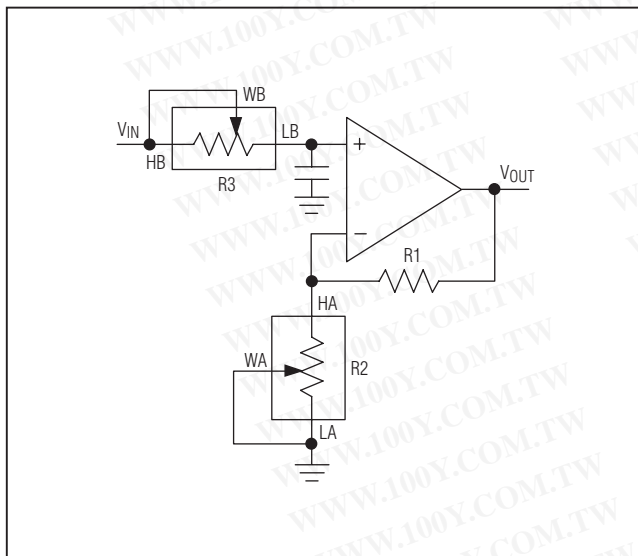 WWW.100Y.COM.TW
WB
VIN
LB
HB
R3
+
−
VOUT
R1
HA
WA
R2
LA